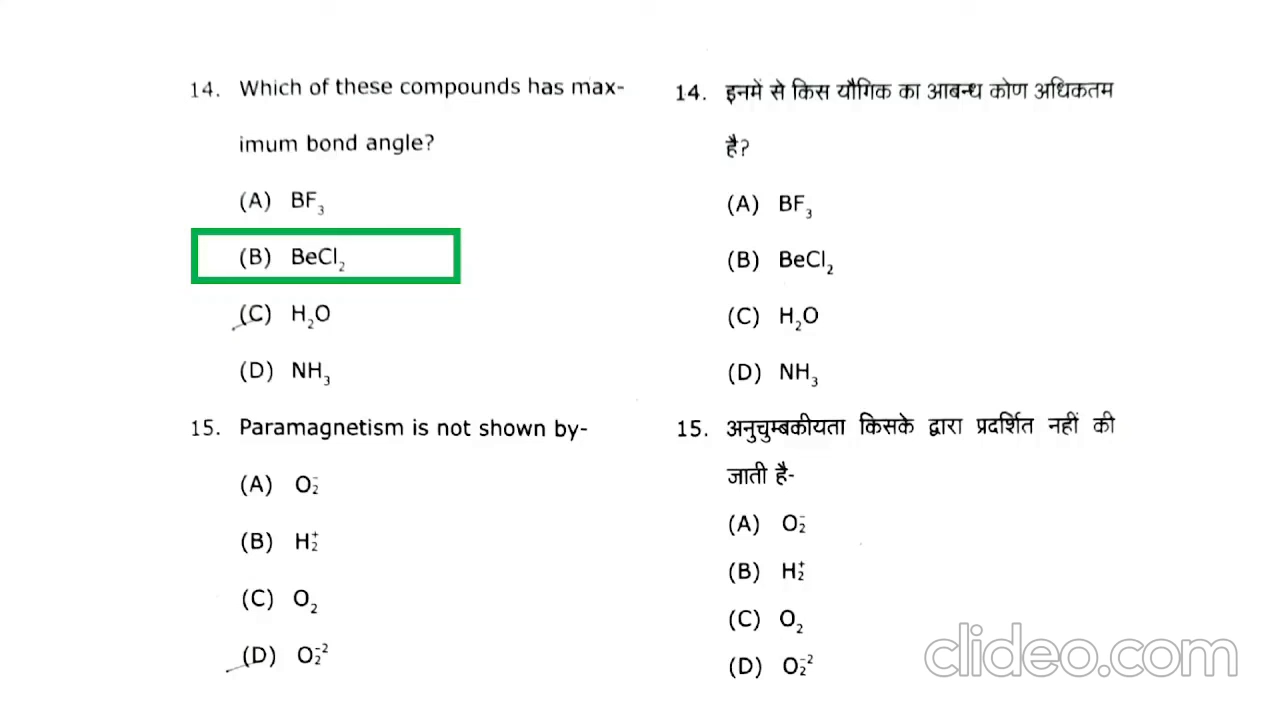 14. Which of these compounds has max-
imum bond angle?
(A) BF₃
(B) BeCl₂
(C) H₂O
(D) NH₃
15. Paramagnetism is not shown by-
(A) O₂⁻
(B) H₂⁺
(C) O₂
(D) O₂⁻²
14. इनमें से किस यौगिक का आबन्ध कोण अधिकतम
है?
(A) BF₃
(B) BeCl₂
(C) H₂O
(D) NH₃
15. अनुचुम्बकीयता किसके द्वारा प्रदर्शित नहीं की
जाती है-
(A) O₂⁻
(B) H₂⁺
(C) O₂
(D) O₂⁻²
clideo.com